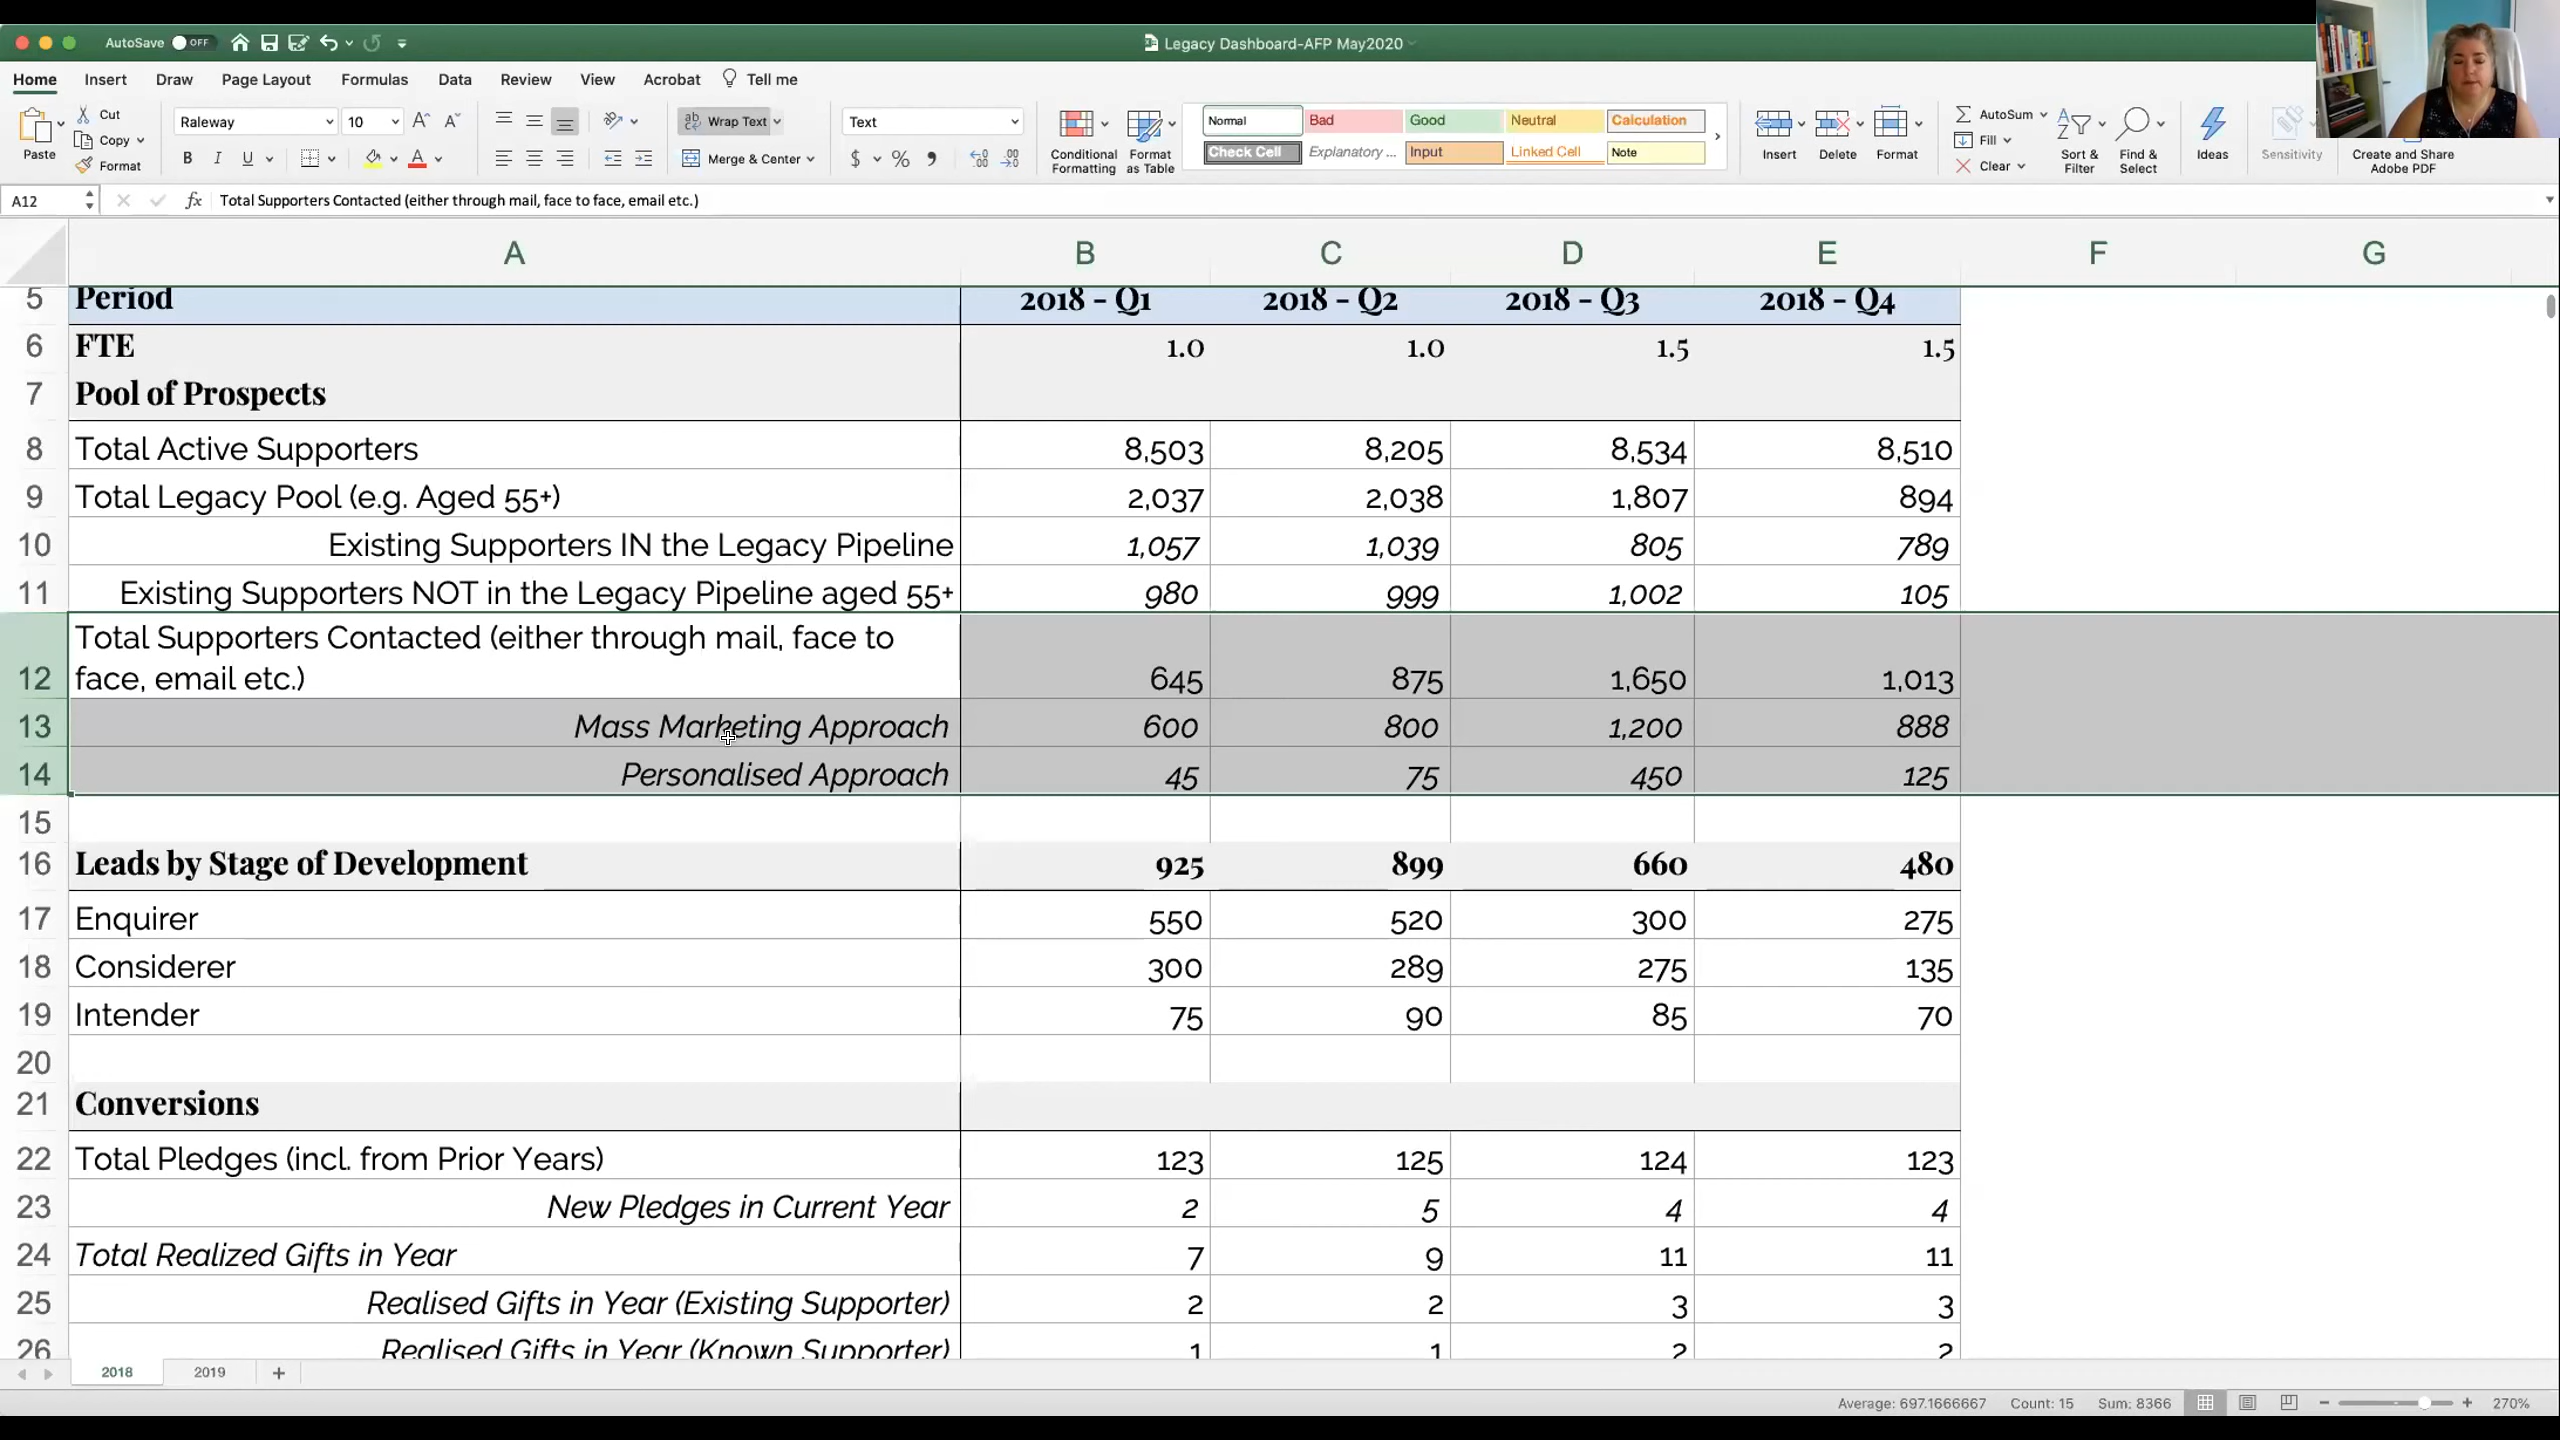 AutoSave OFF Legacy Dashboard-AFP May2020
Home Insert Draw Page Layout Formulas Data Review View Acrobat Tell me
Paste Cut Copy Format
Raleway 10 A^ A˅
B I U A
ab Wrap Text
Merge & Center
Text
$ % ,
Conditional Formatting
Format as Table
Normal Bad Good Neutral Calculation
Check Cell Explanatory ... Input Linked Cell Note
Insert Delete Format
AutoSum
Fill
Clear
Sort & Filter
Find & Select
Ideas
Sensitivity
Create and Share Adobe PDF
A12 fx Total Supporters Contacted (either through mail, face to face, email etc.)
A B C D E F G
5 Period 2018 - Q1 2018 - Q2 2018 - Q3 2018 - Q4
6 FTE 1.0 1.0 1.5 1.5
7 Pool of Prospects
8 Total Active Supporters 8,503 8,205 8,534 8,510
9 Total Legacy Pool (e.g. Aged 55+) 2,037 2,038 1,807 894
10 Existing Supporters IN the Legacy Pipeline 1,057 1,039 805 789
11 Existing Supporters NOT in the Legacy Pipeline aged 55+ 980 999 1,002 105
Total Supporters Contacted (either through mail, face to
12 face, email etc.) 645 875 1,650 1,013
13 Mass Marketing Approach 600 800 1,200 888
14 Personalised Approach 45 75 450 125
15
16 Leads by Stage of Development 925 899 660 480
17 Enquirer 550 520 300 275
18 Considerer 300 289 275 135
19 Intender 75 90 85 70
20
21 Conversions
22 Total Pledges (incl. from Prior Years) 123 125 124 123
23 New Pledges in Current Year 2 5 4 4
24 Total Realized Gifts in Year 7 9 11 11
25 Realised Gifts in Year (Existing Supporter) 2 2 3 3
26 Realised Gifts in Year (Known Supporter) 1 1 2 2
2018 2019 +
Average: 697.1666667 Count: 15 Sum: 8366 270%